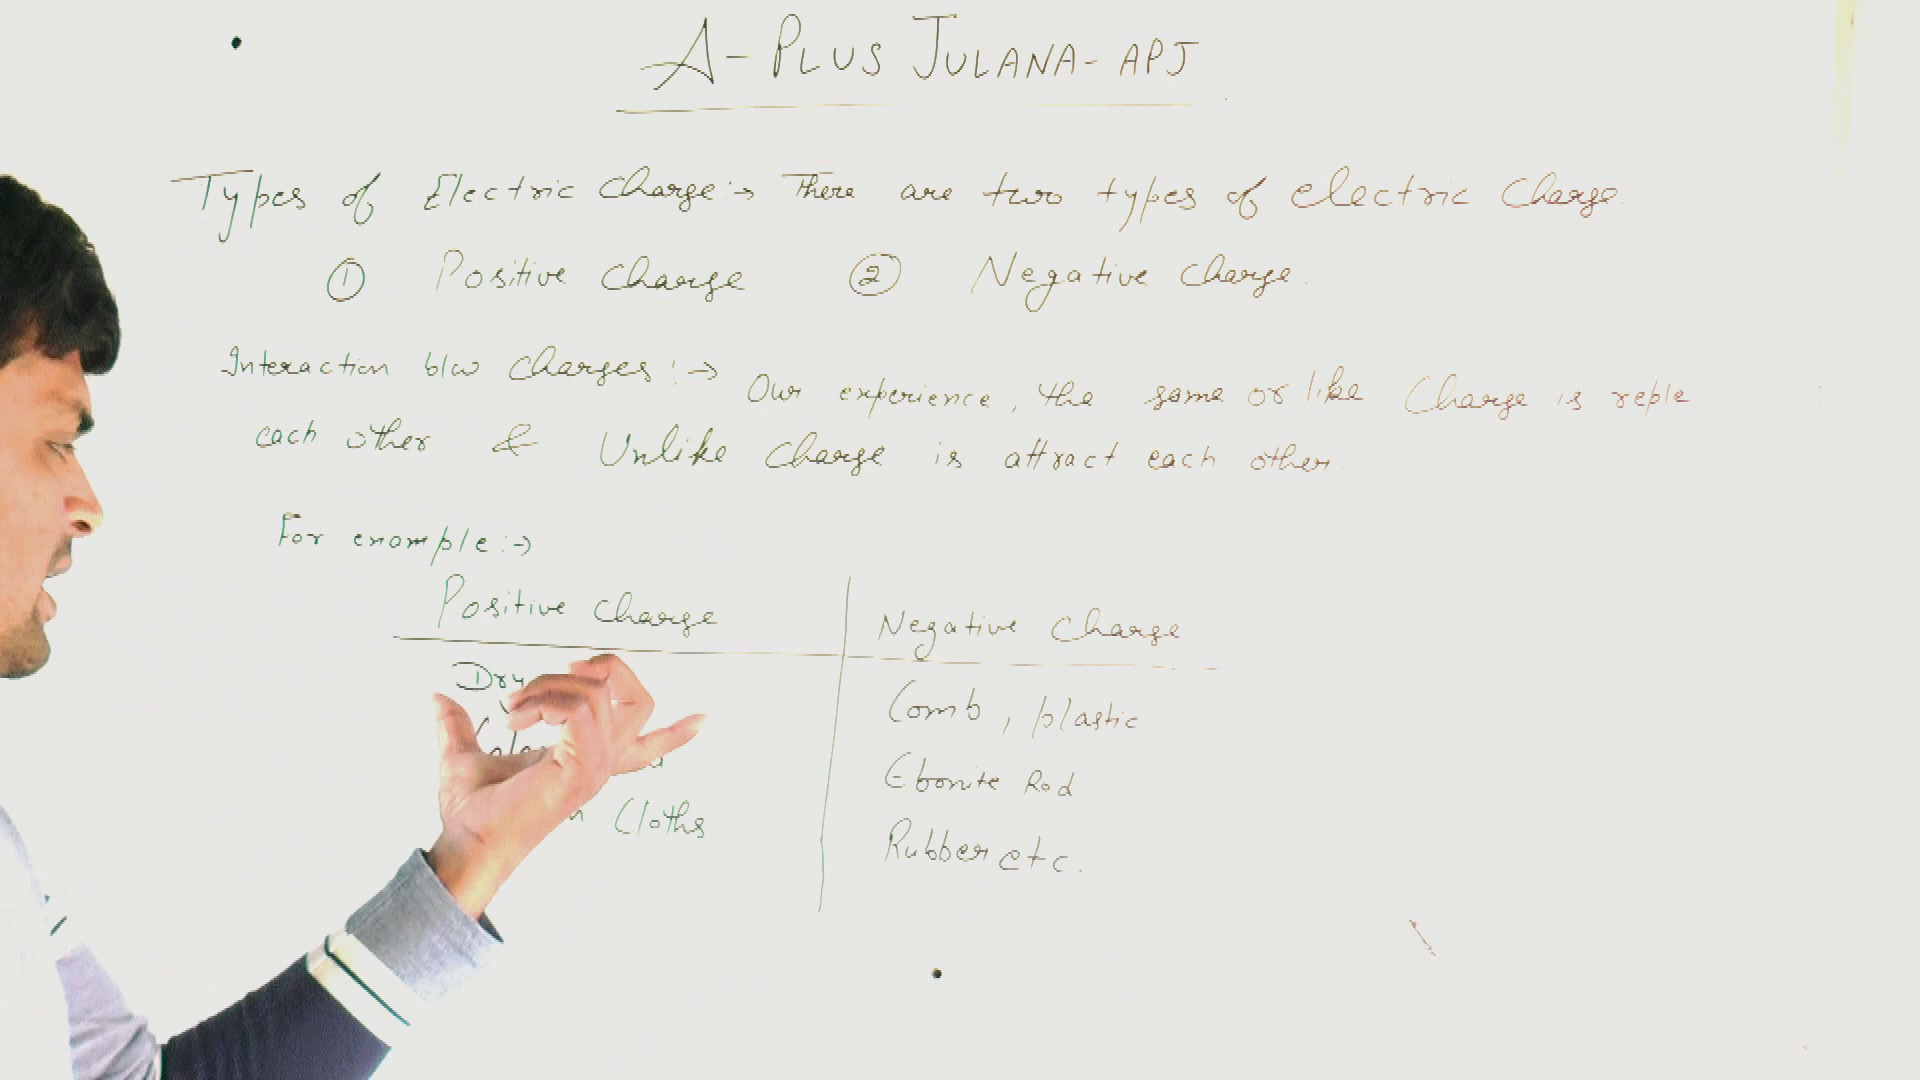 A-PLUS JULANA-APJ
Types of Electric Charge:→ There are two types of electric Charge.
① Positive Charge ② Negative Charge.
Interaction b/w Charges:→ Our experience, the same or like Charge is reple
each other & Unlike Charge is attract each other.
For example:→
Positive Charge Negative Charge
Dry
Comb, plastic
Ebonite Rod
Cloths
Rubber etc.